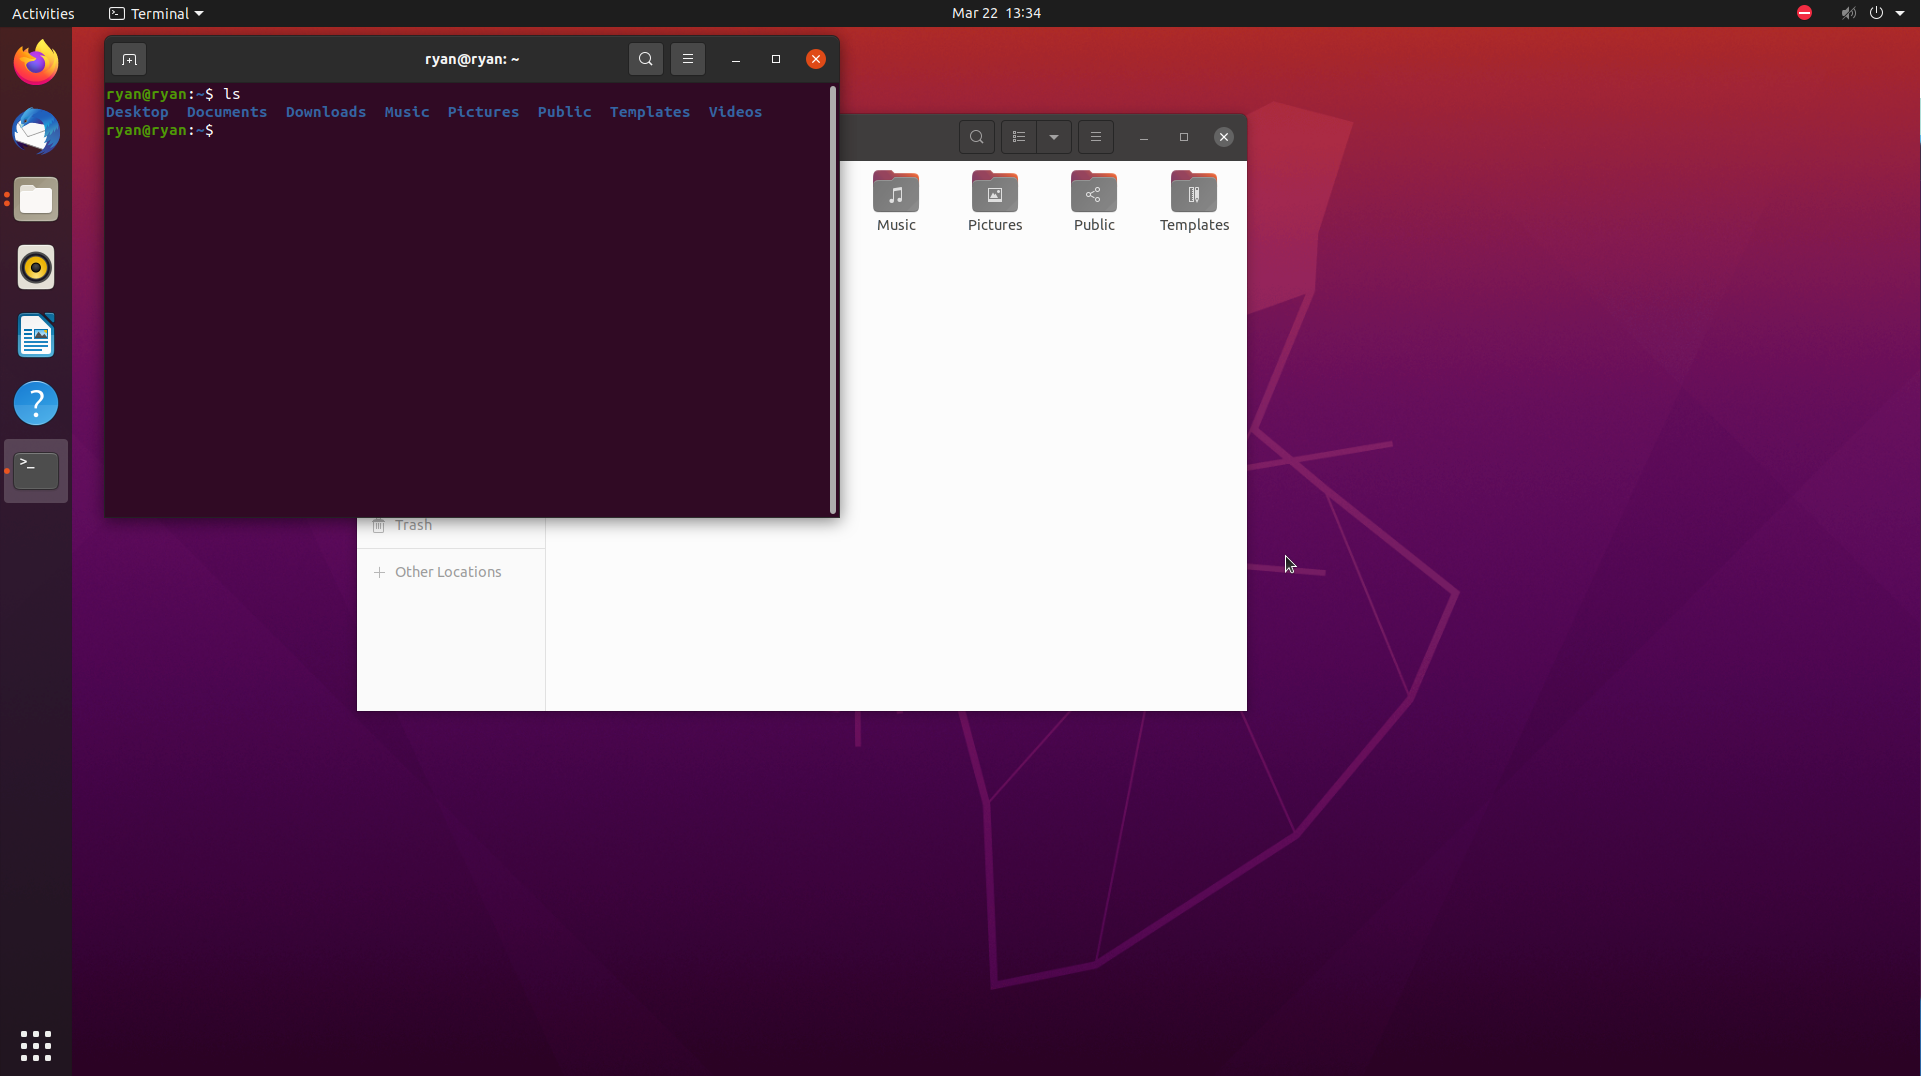 Activities
Terminal
Mar 22 13:34
ryan@ryan: ~
ryan@ryan:~$ ls
Desktop Documents Downloads Music Pictures Public Templates Videos
ryan@ryan:~$
Music
Pictures
Public
Templates
Trash
Other Locations